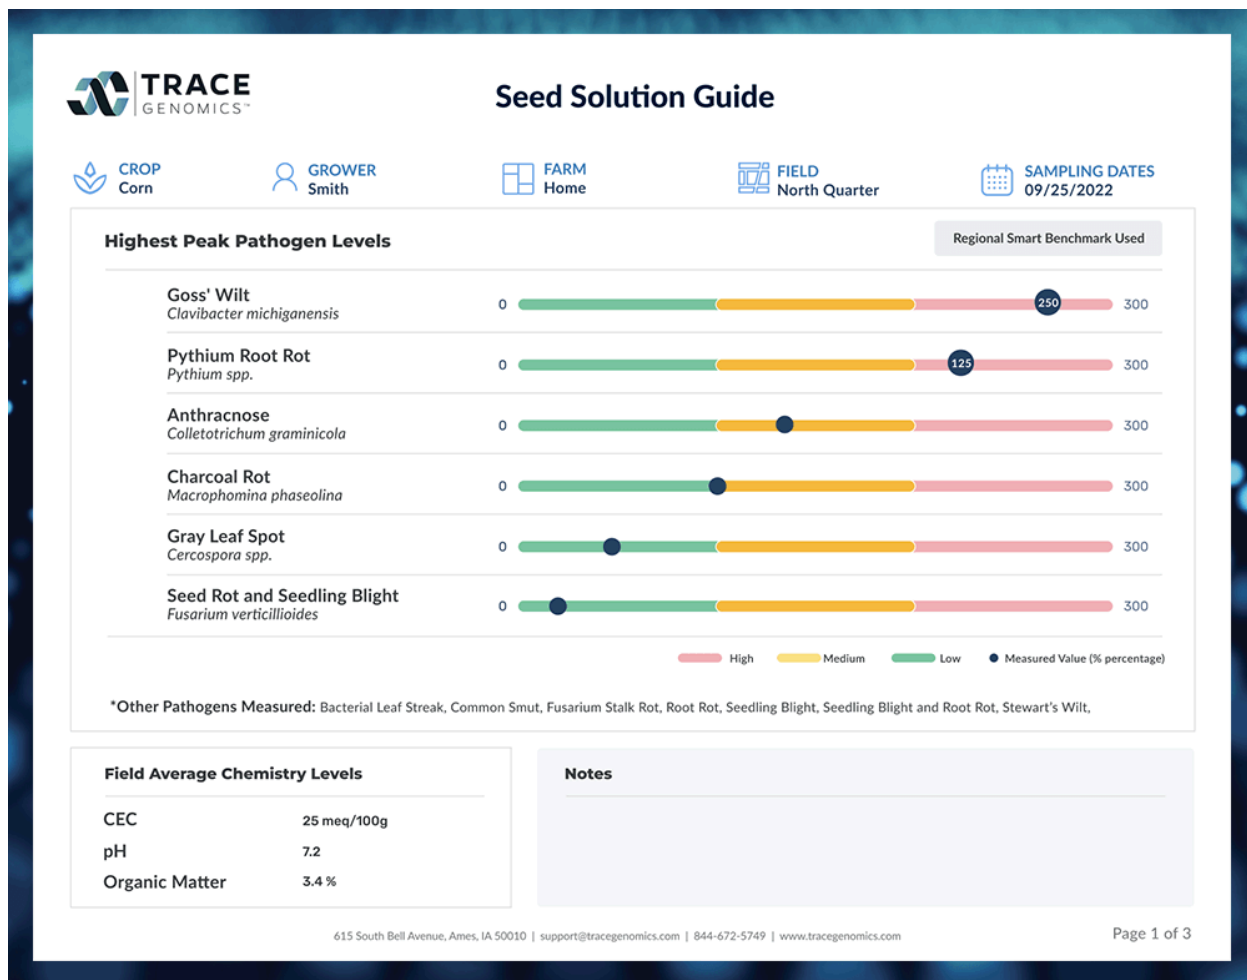 TRACE
GENOMICS™
Seed Solution Guide
CROP
Corn
GROWER
Smith
FARM
Home
FIELD
North Quarter
SAMPLING DATES
09/25/2022
Highest Peak Pathogen Levels
Regional Smart Benchmark Used
Goss' Wilt
Clavibacter michiganensis
0 250 300
Pythium Root Rot
Pythium spp.
0 125 300
Anthracnose
Colletotrichum graminicola
0 300
Charcoal Rot
Macrophomina phaseolina
0 300
Gray Leaf Spot
Cercospora spp.
0 300
Seed Rot and Seedling Blight
Fusarium verticillioides
0 300
High Medium Low Measured Value (% percentage)
*Other Pathogens Measured: Bacterial Leaf Streak, Common Smut, Fusarium Stalk Rot, Root Rot, Seedling Blight, Seedling Blight and Root Rot, Stewart's Wilt,
Field Average Chemistry Levels
CEC 25 meq/100g
pH 7.2
Organic Matter 3.4 %
Notes
615 South Bell Avenue, Ames, IA 50010 | support@tracegenomics.com | 844-672-5749 | www.tracegenomics.com
Page 1 of 3